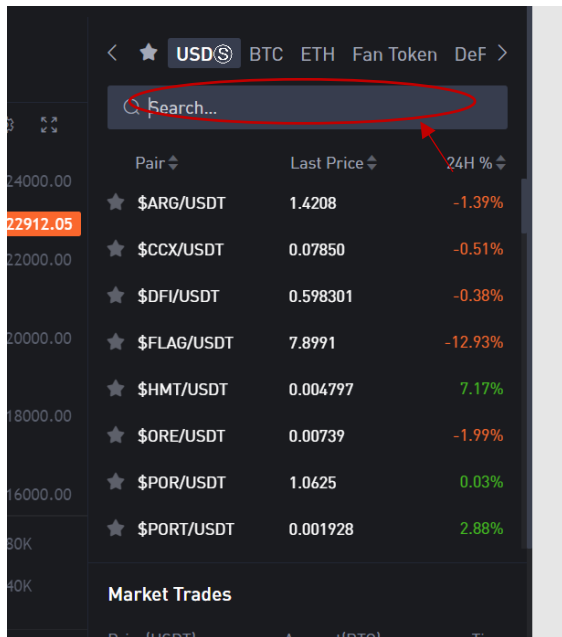 USDⓈ BTC ETH Fan Token DeF
Search...
Pair Last Price 24H %
24000.00
$ARG/USDT 1.4208 -1.39%
22912.05
$CCX/USDT 0.07850 -0.51%
22000.00
$DFI/USDT 0.598301 -0.38%
20000.00
$FLAG/USDT 7.8991 -12.93%
$HMT/USDT 0.004797 7.17%
18000.00
$ORE/USDT 0.00739 -1.99%
$POR/USDT 1.0625 0.03%
16000.00
$PORT/USDT 0.001928 2.88%
80K
40K
Market Trades